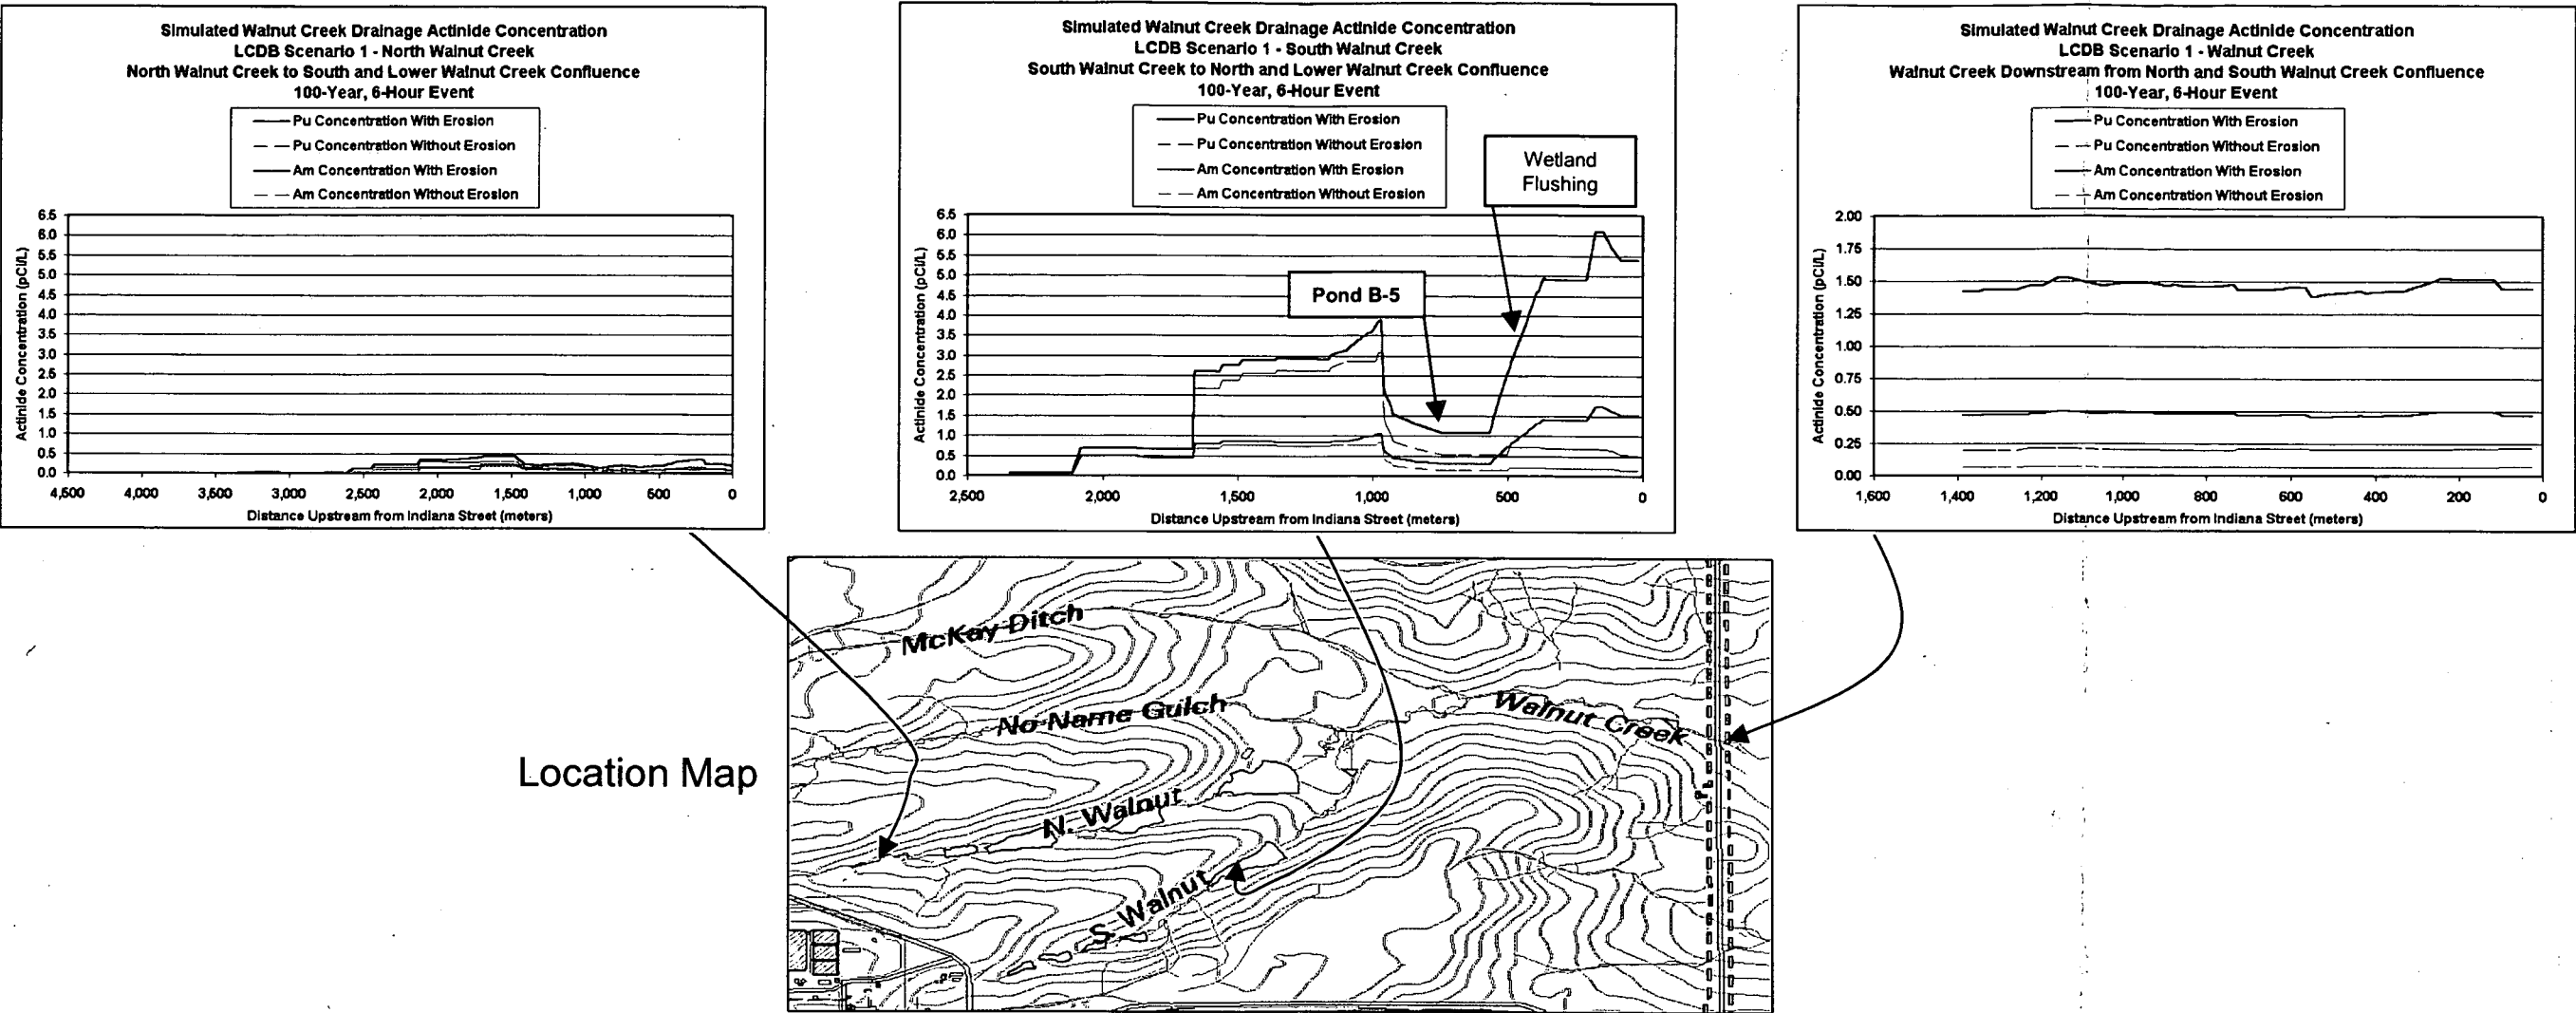 Simulated Walnut Creek Drainage Actinide Concentration
LCDB Scenario 1 - North Walnut Creek
North Walnut Creek to South and Lower Walnut Creek Confluence
100-Year, 6-Hour Event
Pu Concentration With Erosion
Pu Concentration Without Erosion
Am Concentration With Erosion
Am Concentration Without Erosion
Actinide Concentration (pCi/L)
6.5
6.0
5.5
5.0
4.5
4.0
3.5
3.0
2.5
2.0
1.5
1.0
0.5
0.0
4,500 4,000 3,500 3,000 2,500 2,000 1,500 1,000 500 0
Distance Upstream from Indiana Street (meters)
Simulated Walnut Creek Drainage Actinide Concentration
LCDB Scenario 1 - South Walnut Creek
South Walnut Creek to North and Lower Walnut Creek Confluence
100-Year, 6-Hour Event
Pu Concentration With Erosion
Pu Concentration Without Erosion
Am Concentration With Erosion
Am Concentration Without Erosion
Wetland
Flushing
Pond B-5
Actinide Concentration (pCi/L)
6.5
6.0
5.5
5.0
4.5
4.0
3.5
3.0
2.5
2.0
1.5
1.0
0.5
0.0
2,500 2,000 1,500 1,000 500 0
Distance Upstream from Indiana Street (meters)
Simulated Walnut Creek Drainage Actinide Concentration
LCDB Scenario 1 - Walnut Creek
Walnut Creek Downstream from North and South Walnut Creek Confluence
100-Year, 6-Hour Event
Pu Concentration With Erosion
Pu Concentration Without Erosion
Am Concentration With Erosion
Am Concentration Without Erosion
Actinide Concentration (pCi/L)
2.00
1.75
1.50
1.25
1.00
0.75
0.50
0.25
0.00
1,600 1,400 1,200 1,000 800 600 400 200 0
Distance Upstream from Indiana Street (meters)
Location Map
McKay Ditch
No Name Gulch
Walnut Creek
N. Walnut
S. Walnut